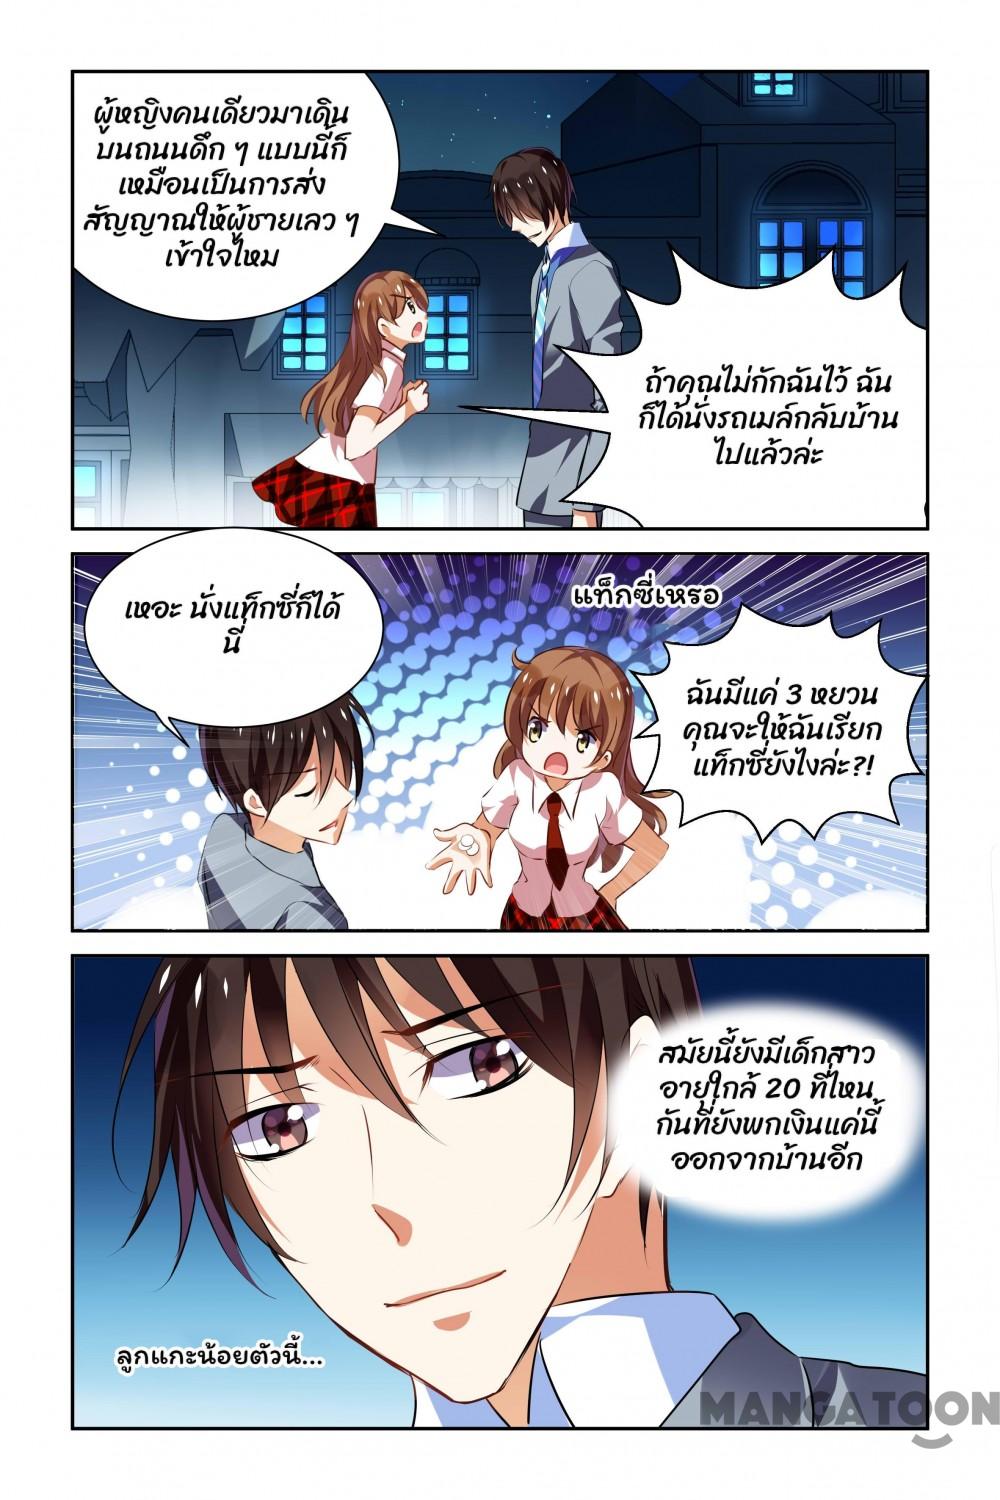 ผู้หญิงคนเดียวมาเดิน
บนถนนดึก ๆ แบบนี้ก็
เหมือนเป็นการส่ง
สัญญาณให้ผู้ชายเลว ๆ
เข้าใจไหม
ถ้าคุณไม่กักฉันไว้ ฉัน
ก็ได้นั่งรถเมล์กลับบ้าน
ไปแล้วล่ะ
เหอะ นั่งแท็กซี่ก็ได้
นี่
แท็กซี่เหรอ
ฉันมีแค่ 3 หยวน
คุณจะให้ฉันเรียก
แท็กซี่ยังไงล่ะ?!
สมัยนี้ยังมีเด็กสาว
อายุใกล้ 20 ที่ไหน
กันที่ยังพกเงินแค่นี้
ออกจากบ้านอีก
ลูกแกะน้อยตัวนี้...
MANGATOON